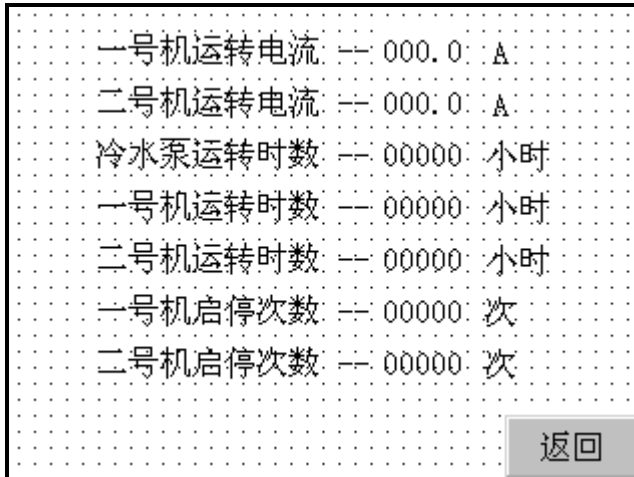 一号机运转电流 -- 000.0 A
二号机运转电流 -- 000.0 A
冷水泵运转时数 -- 00000 小时
一号机运转时数 -- 00000 小时
二号机运转时数 -- 00000 小时
一号机启停次数 -- 00000 次
二号机启停次数 -- 00000 次
返回